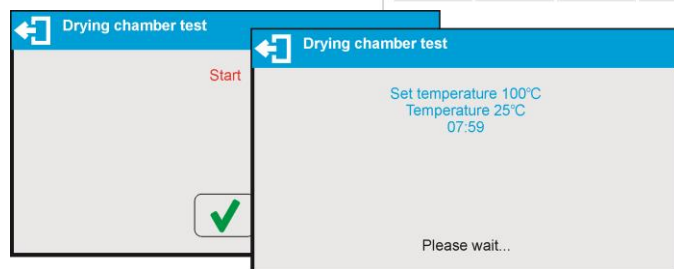 Drying chamber test
Start
Drying chamber test
Set temperature 100°C
Temperature 25°C
07:59
Please wait...